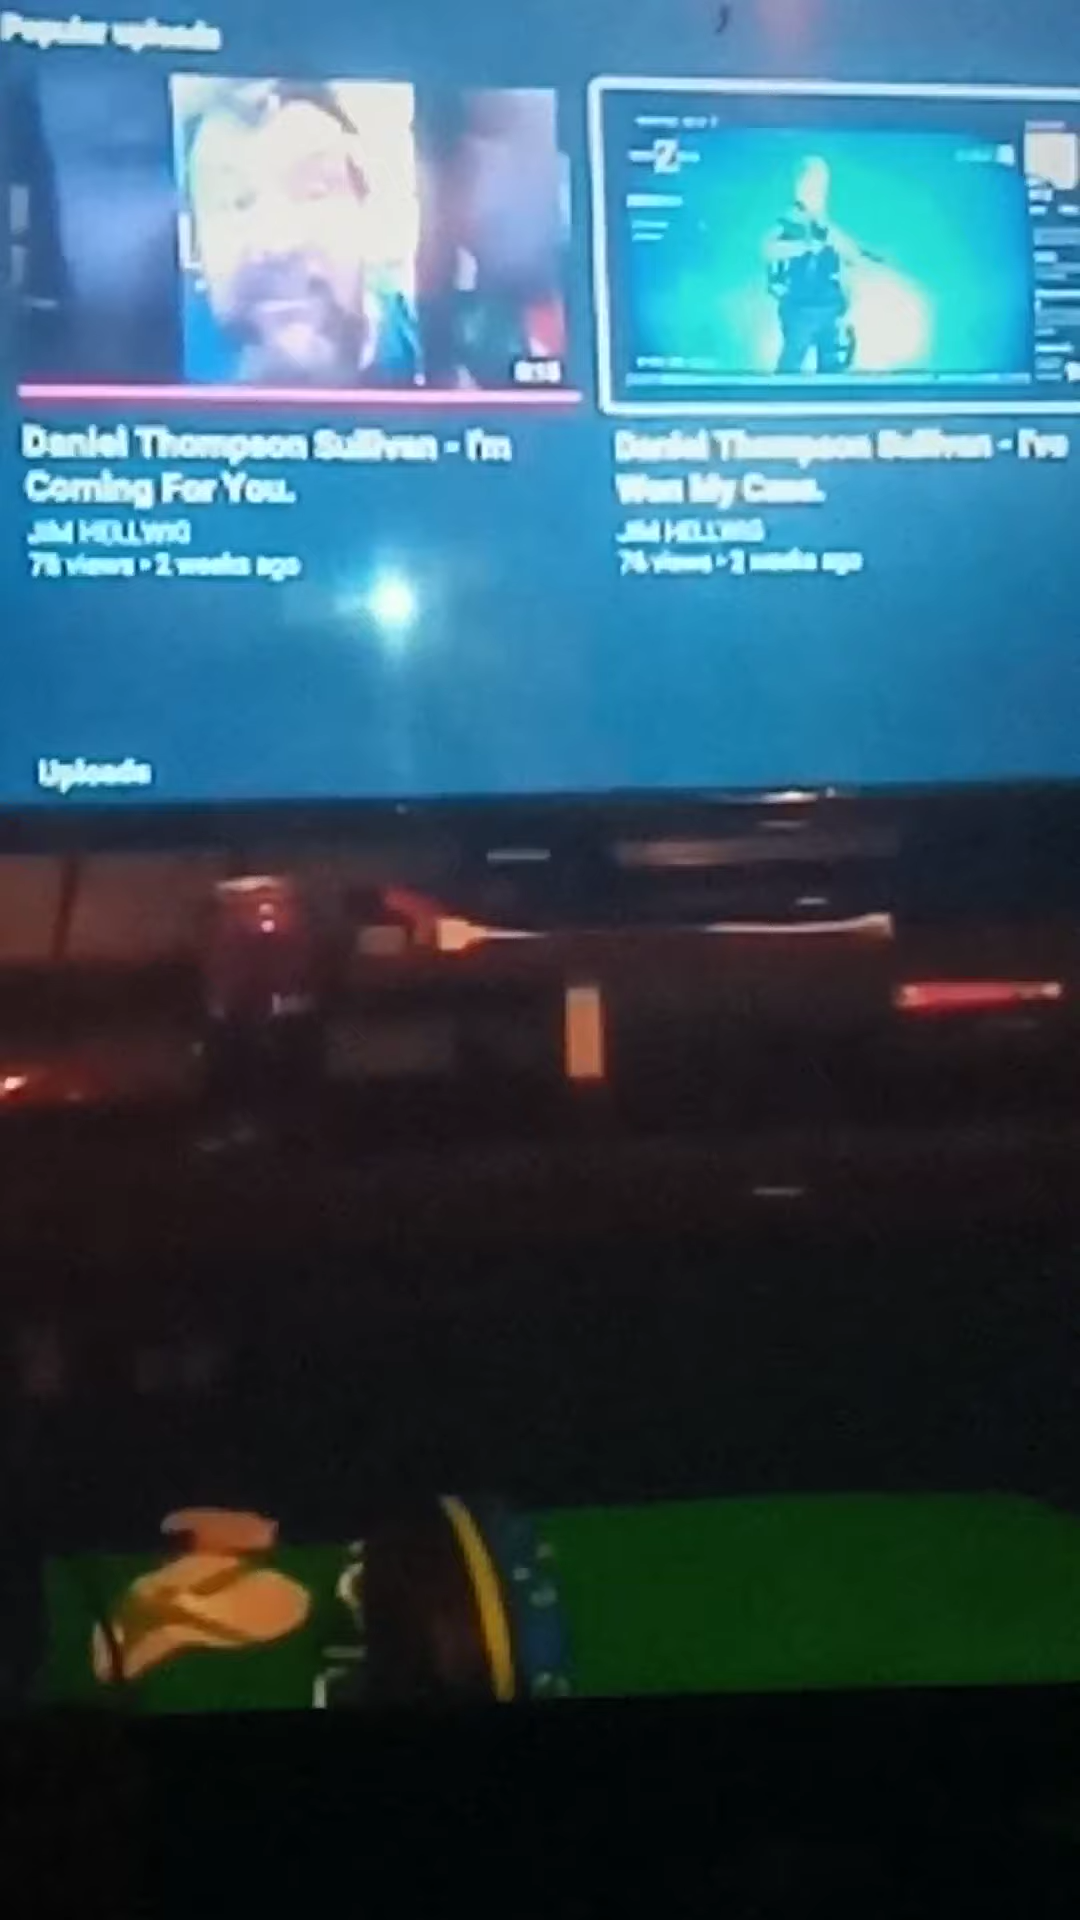 Popular uploads
Daniel Thompson Sullivan - I'm
Coming For You.
JIM HELLWIG
78 views • 2 weeks ago
Daniel Thompson Sullivan - I've
Won My Case.
JIM HELLWIG
76 views • 2 weeks ago
Uploads